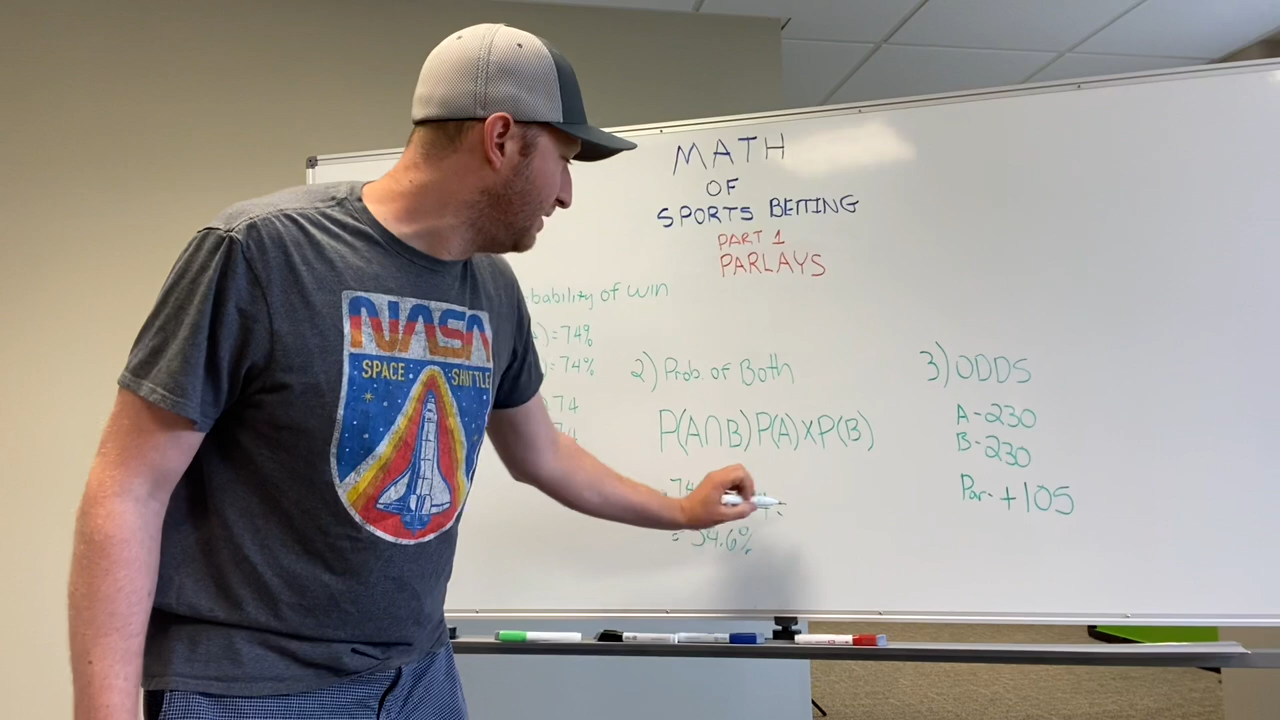 MATH
OF
SPORTS BETTING
PART 1
PARLAYS
bability of win
)=74%
)=74%
.74
2) Prob. of Both
P(A∩B)P(A)XP(B)
=54.6%
3) ODDS
A-230
B-230
Par- +105
NASA
SPACE SHUTTLE